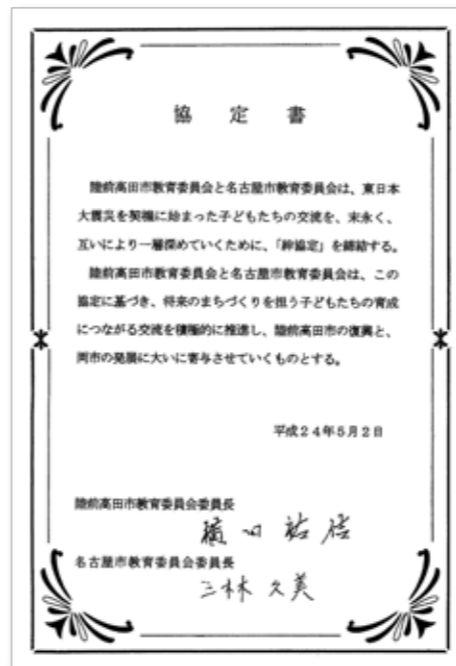 協定書
陸前高田市教育委員会と名古屋市教育委員会は、東日本
大震災を契機に始まった子どもたちの交流を、末永く、
互いにより一層深めていくために、「絆協定」を締結する。
陸前高田市教育委員会と名古屋市教育委員会は、この
協定に基づき、将来のまちづくりを担う子どもたちの育成
につながる交流を積極的に推進し、陸前高田市の復興と、
両市の発展に大いに寄与させていくものとする。
平成24年5月2日
陸前高田市教育委員会委員長
横田祐佶
名古屋市教育委員会委員長
三林久美